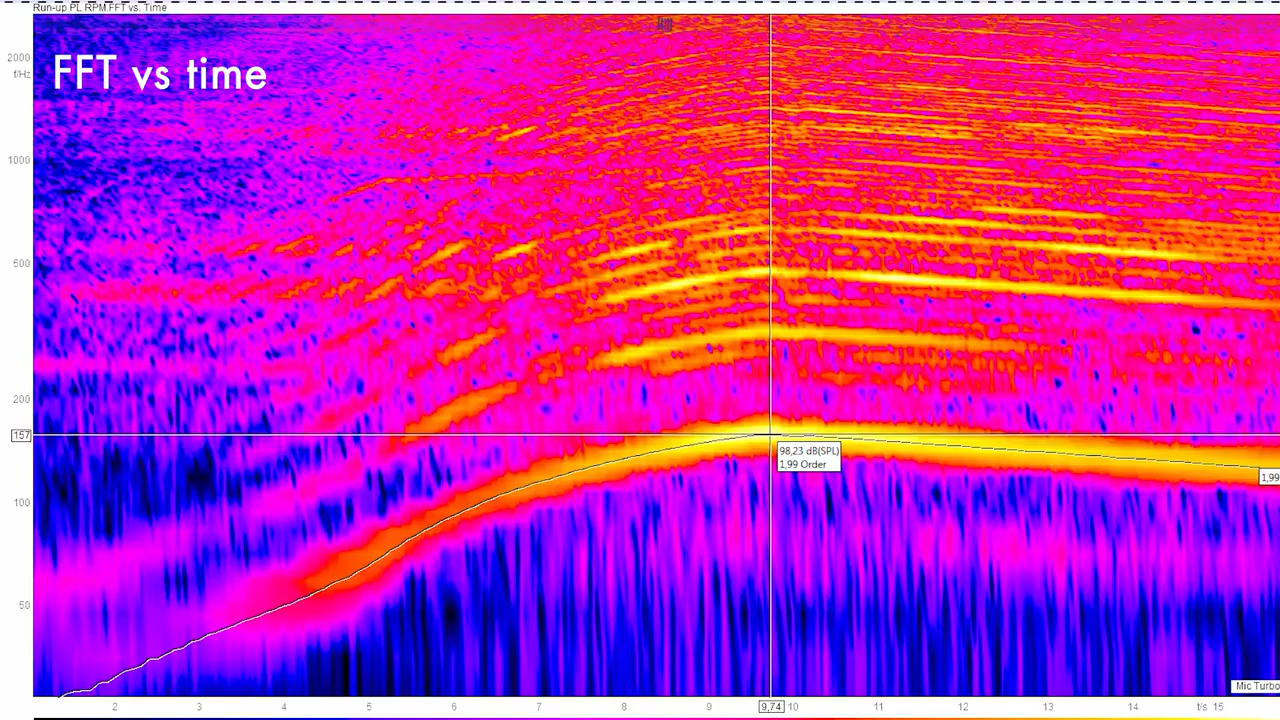 Run-up PL RPM.FFT vs. Time
2000
f/Hz
FFT vs time
1000
500
200
157
98,23 dB(SPL)
1,99 Order
1,99
100
50
Mic Turbo
2 3 4 5 6 7 8 9 9,74 10 11 12 13 14 t/s 15